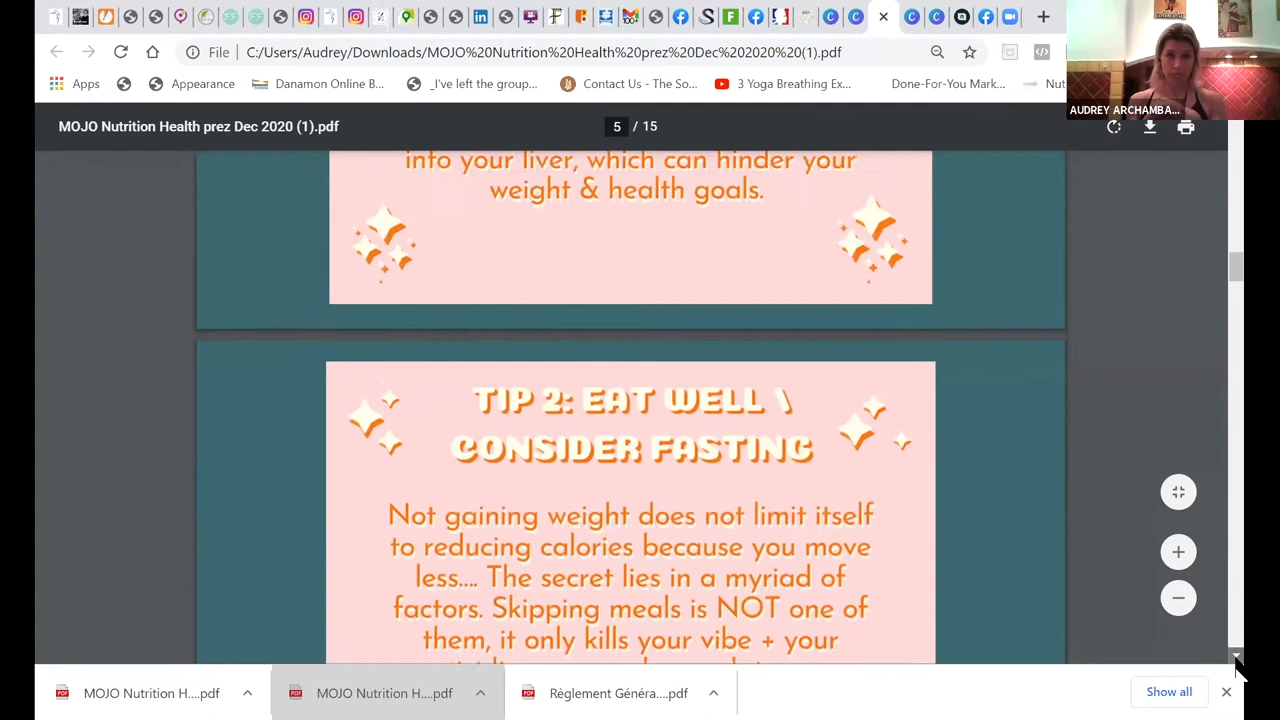 File
C:/Users/Audrey/Downloads/MOJO%20Nutrition%20Health%20prez%20Dec%202020%20(1).pdf
Apps
Appearance
Danamon Online B...
_I've left the group...
Contact Us - The So...
3 Yoga Breathing Ex...
Done-For-You Mark...
Nut
AUDREY ARCHAMBA...
MOJO Nutrition Health prez Dec 2020 (1).pdf
5 / 15
into your liver, which can hinder your
weight & health goals.
TIP 2: EAT WELL \
CONSIDER FASTING
Not gaining weight does not limit itself
to reducing calories because you move
less.... The secret lies in a myriad of
factors. Skipping meals is NOT one of
them, it only kills your vibe + your
MOJO Nutrition H....pdf
MOJO Nutrition H....pdf
Règlement Généra....pdf
Show all